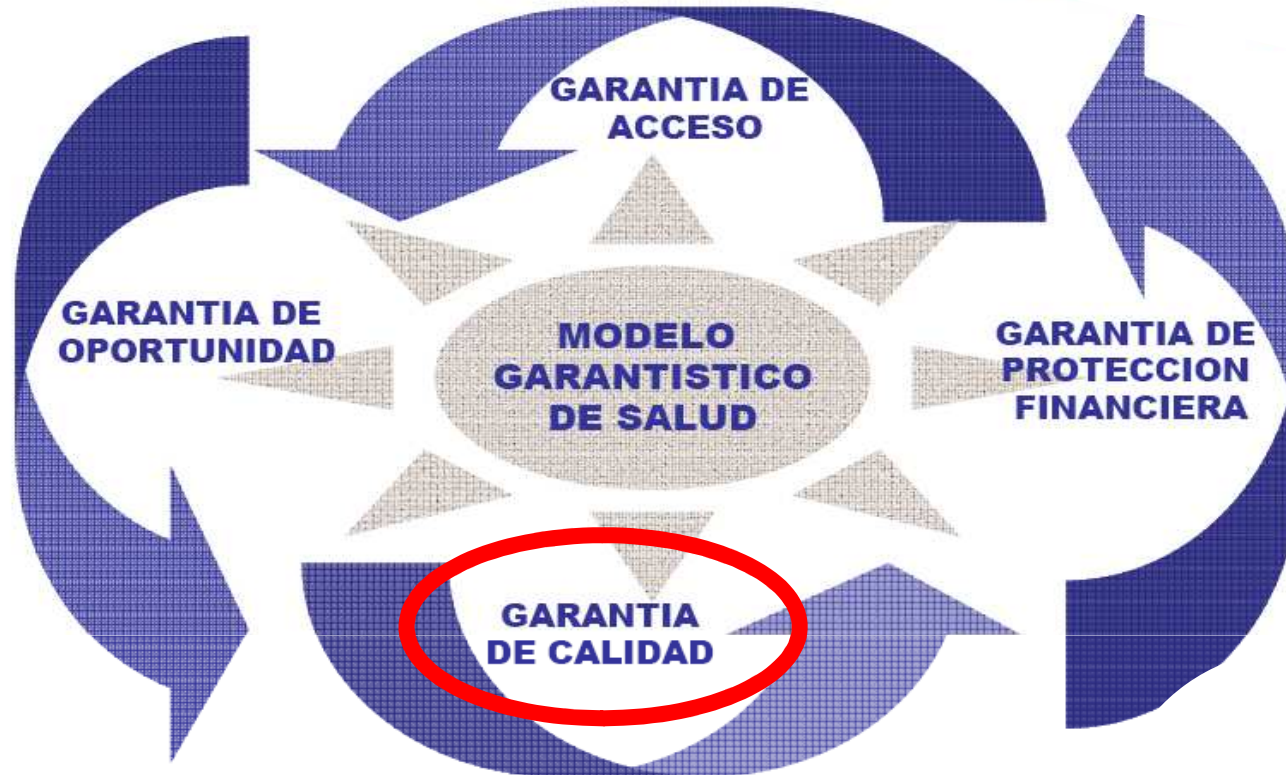 GARANTIA DE
ACCESO
GARANTIA DE
OPORTUNIDAD
MODELO
GARANTISTICO
DE SALUD
GARANTIA DE
PROTECCION
FINANCIERA
GARANTIA
DE CALIDAD